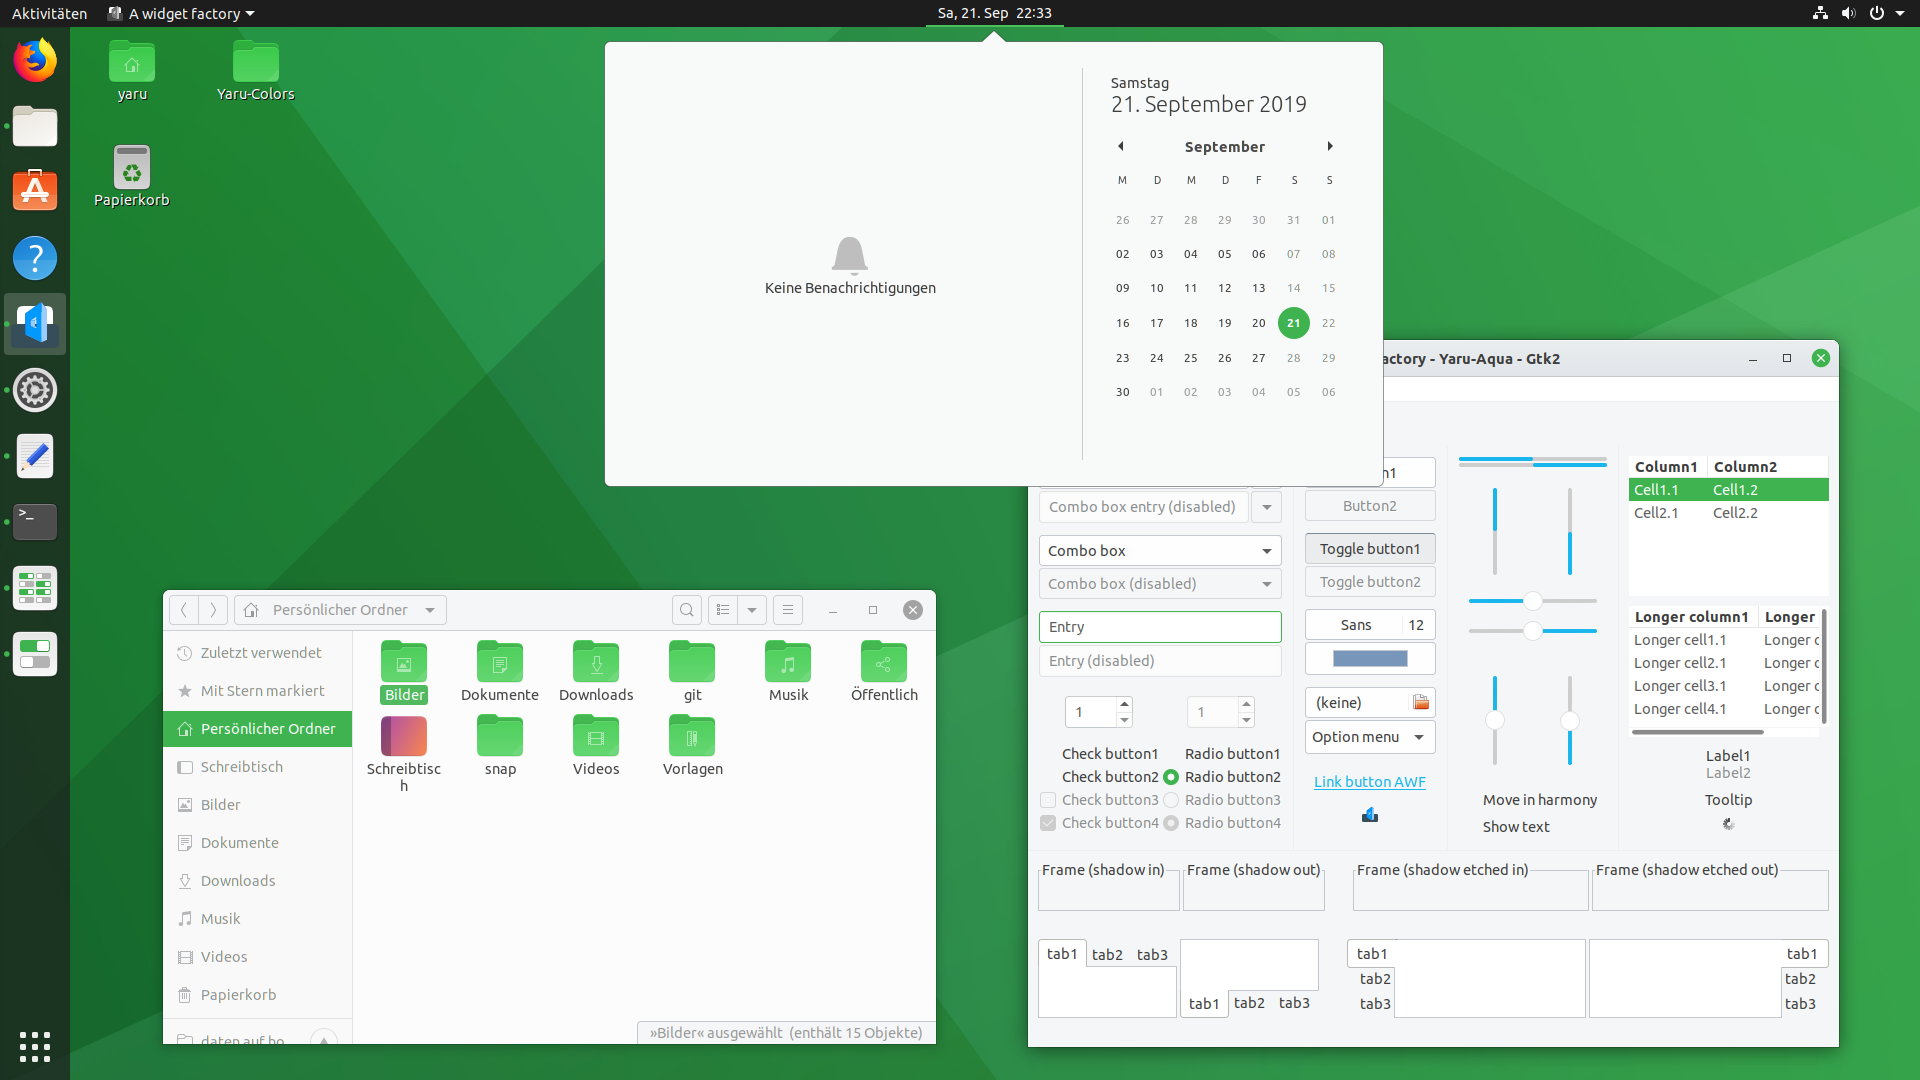 Aktivitäten
A widget factory
Sa, 21. Sep 22:33
yaru
Yaru-Colors
Papierkorb
Keine Benachrichtigungen
Samstag
21. September 2019
September
M D M D F S S
26 27 28 29 30 31 01
02 03 04 05 06 07 08
09 10 11 12 13 14 15
16 17 18 19 20 21 22
23 24 25 26 27 28 29
30 01 02 03 04 05 06
Persönlicher Ordner
Zuletzt verwendet
Mit Stern markiert
Persönlicher Ordner
Schreibtisch
Bilder
Dokumente
Downloads
Musik
Videos
Papierkorb
Bilder
Dokumente
Downloads
git
Musik
Öffentlich
Schreibtisc
h
snap
Videos
Vorlagen
»Bilder« ausgewählt (enthält 15 Objekte)
actory - Yaru-Aqua - Gtk2
Combo box entry (disabled)
Combo box
Combo box (disabled)
Entry
Entry (disabled)
1
1
Check button1
Check button2
Check button3
Check button4
Radio button1
Radio button2
Radio button3
Radio button4
n1
Button2
Toggle button1
Toggle button2
Sans 12
(keine)
Option menu
Link button AWF
Move in harmony
Show text
Column1 Column2
Cell1.1 Cell1.2
Cell2.1 Cell2.2
Longer column1 Longer
Longer cell1.1 Longer c
Longer cell2.1 Longer c
Longer cell3.1 Longer c
Longer cell4.1 Longer c
Label1
Label2
Tooltip
Frame (shadow in)
Frame (shadow out)
Frame (shadow etched in)
Frame (shadow etched out)
tab1 tab2 tab3
tab1 tab2 tab3
tab1
tab2
tab3
tab1
tab2
tab3